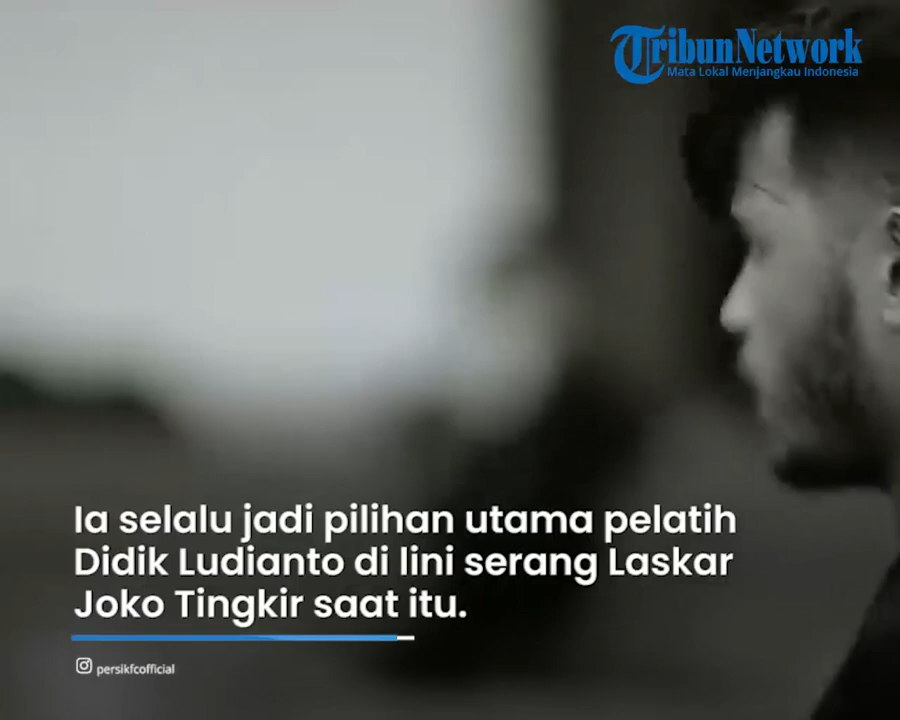 TribunNetwork
Mata Lokal Menjangkau Indonesia
Ia selalu jadi pilihan utama pelatih
Didik Ludianto di lini serang Laskar
Joko Tingkir saat itu.
persikfcofficial